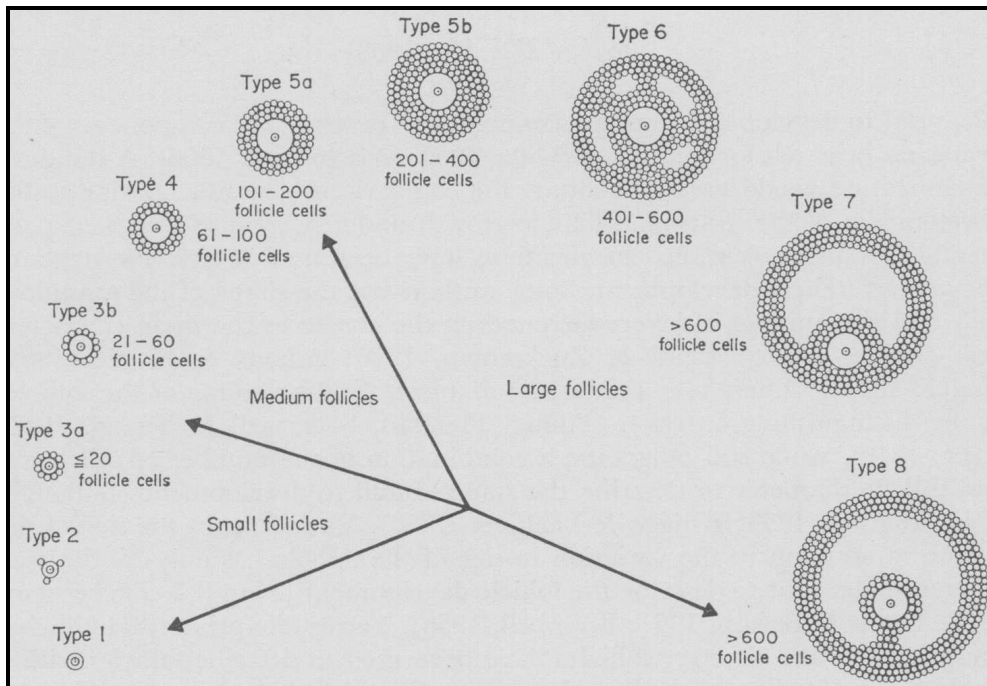 Type 1
Type 2
Type 3a
≦20
follicle cells
Type 3b
21-60
follicle cells
Type 4
61-100
follicle cells
Type 5a
101-200
follicle cells
Type 5b
201-400
follicle cells
Type 6
401-600
follicle cells
Type 7
>600
follicle cells
Type 8
>600
follicle cells
Small follicles
Medium follicles
Large follicles